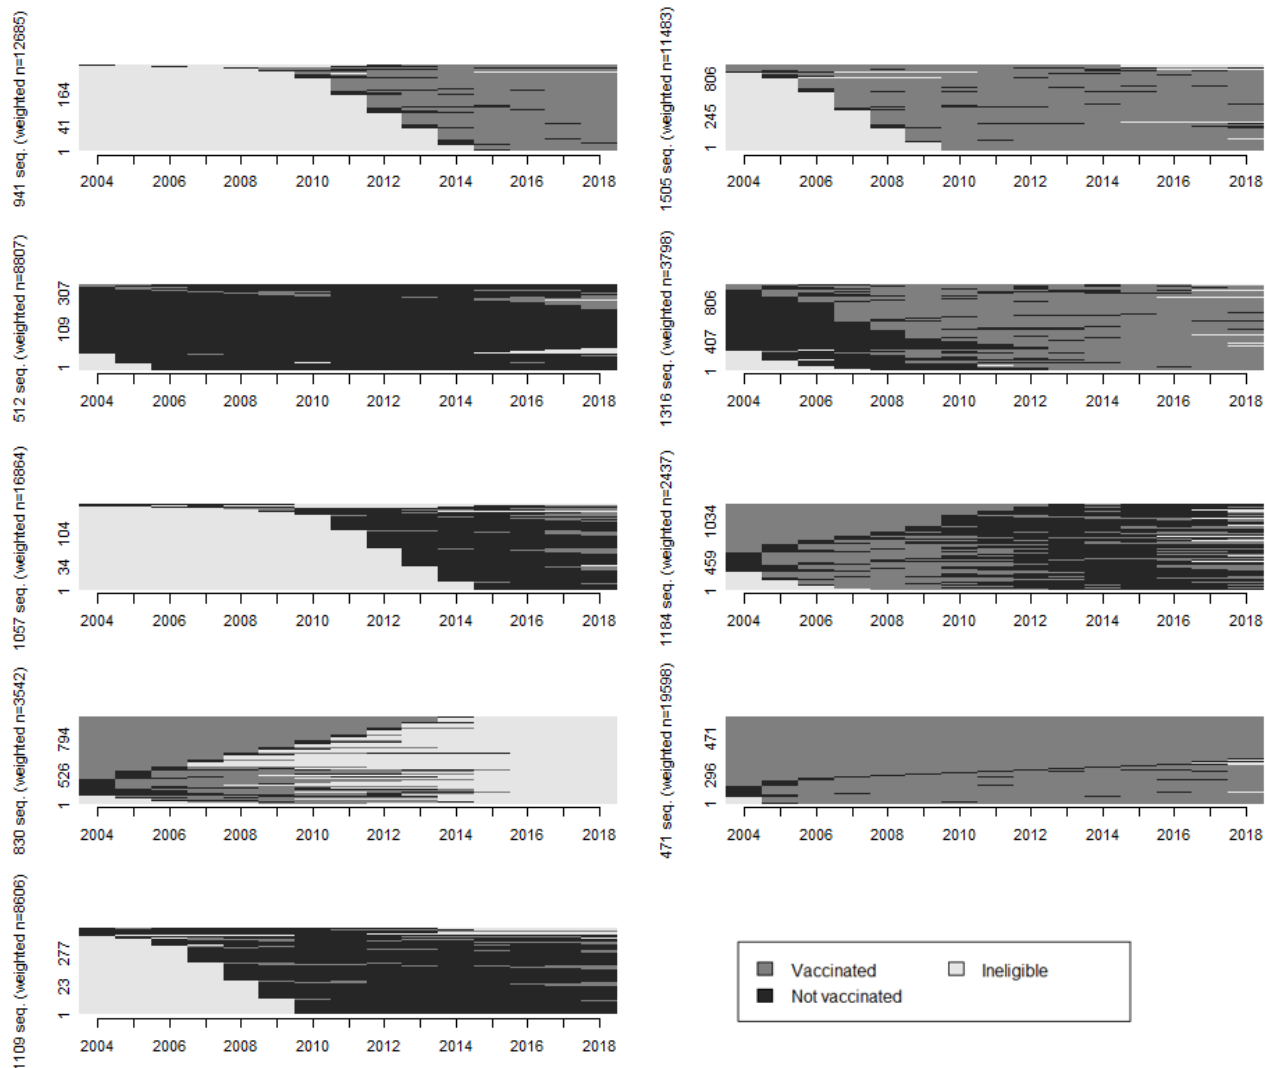 941 seq. (weighted n=12685)
1 41 164
2004 2006 2008 2010 2012 2014 2016 2018
1505 seq. (weighted n=11483)
1 245 806
2004 2006 2008 2010 2012 2014 2016 2018
512 seq. (weighted n=8807)
1 109 307
2004 2006 2008 2010 2012 2014 2016 2018
1316 seq. (weighted n=3798)
1 407 806
2004 2006 2008 2010 2012 2014 2016 2018
1057 seq. (weighted n=16864)
1 34 104
2004 2006 2008 2010 2012 2014 2016 2018
1184 seq. (weighted n=2437)
1 459 1034
2004 2006 2008 2010 2012 2014 2016 2018
830 seq. (weighted n=3542)
1 526 794
2004 2006 2008 2010 2012 2014 2016 2018
471 seq. (weighted n=19598)
1 296 471
2004 2006 2008 2010 2012 2014 2016 2018
1109 seq. (weighted n=8606)
1 23 277
2004 2006 2008 2010 2012 2014 2016 2018
Vaccinated
Not vaccinated
Ineligible